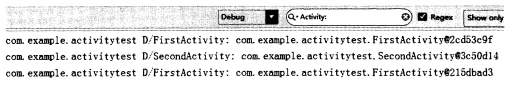 Debug Activity: Regex Show only
com.example.activitytest D/FirstActivity: com.example.activitytest.FirstActivity@2cd53c9f
com.example.activitytest D/SecondActivity: com.example.activitytest.SecondActivity@3c50d14
com.example.activitytest D/FirstActivity: com.example.activitytest.FirstActivity@215dbad3